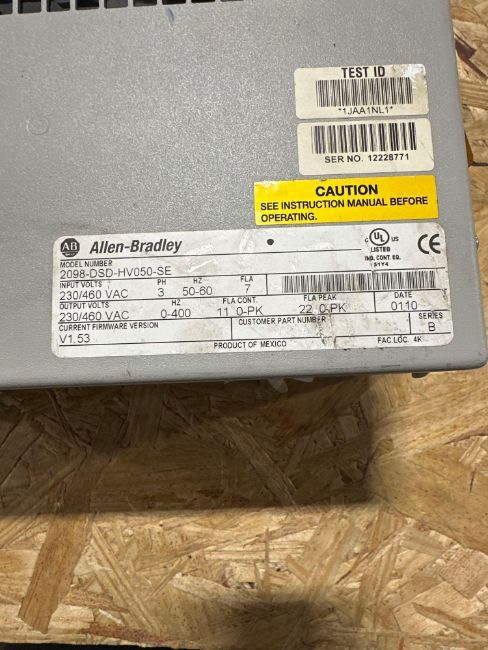 TEST ID
*1JAA1NL1*
SER NO. 12228771
CAUTION
SEE INSTRUCTION MANUAL BEFORE
OPERATING.
AB Allen-Bradley
UL US
LISTED
IND. CONT. EQ.
51Y4
CE
MODEL NUMBER
2098-DSD-HV050-SE
INPUT VOLTS PH HZ FLA
230/460 VAC 3 50-60 7
OUTPUT VOLTS HZ FLA CONT. FLA PEAK DATE
230/460 VAC 0-400 11 0-PK 22 0-PK 0110
CURRENT FIRMWARE VERSION CUSTOMER PART NUMBER SERIES
V1.53 B
PRODUCT OF MEXICO FAC. LOC. 4K